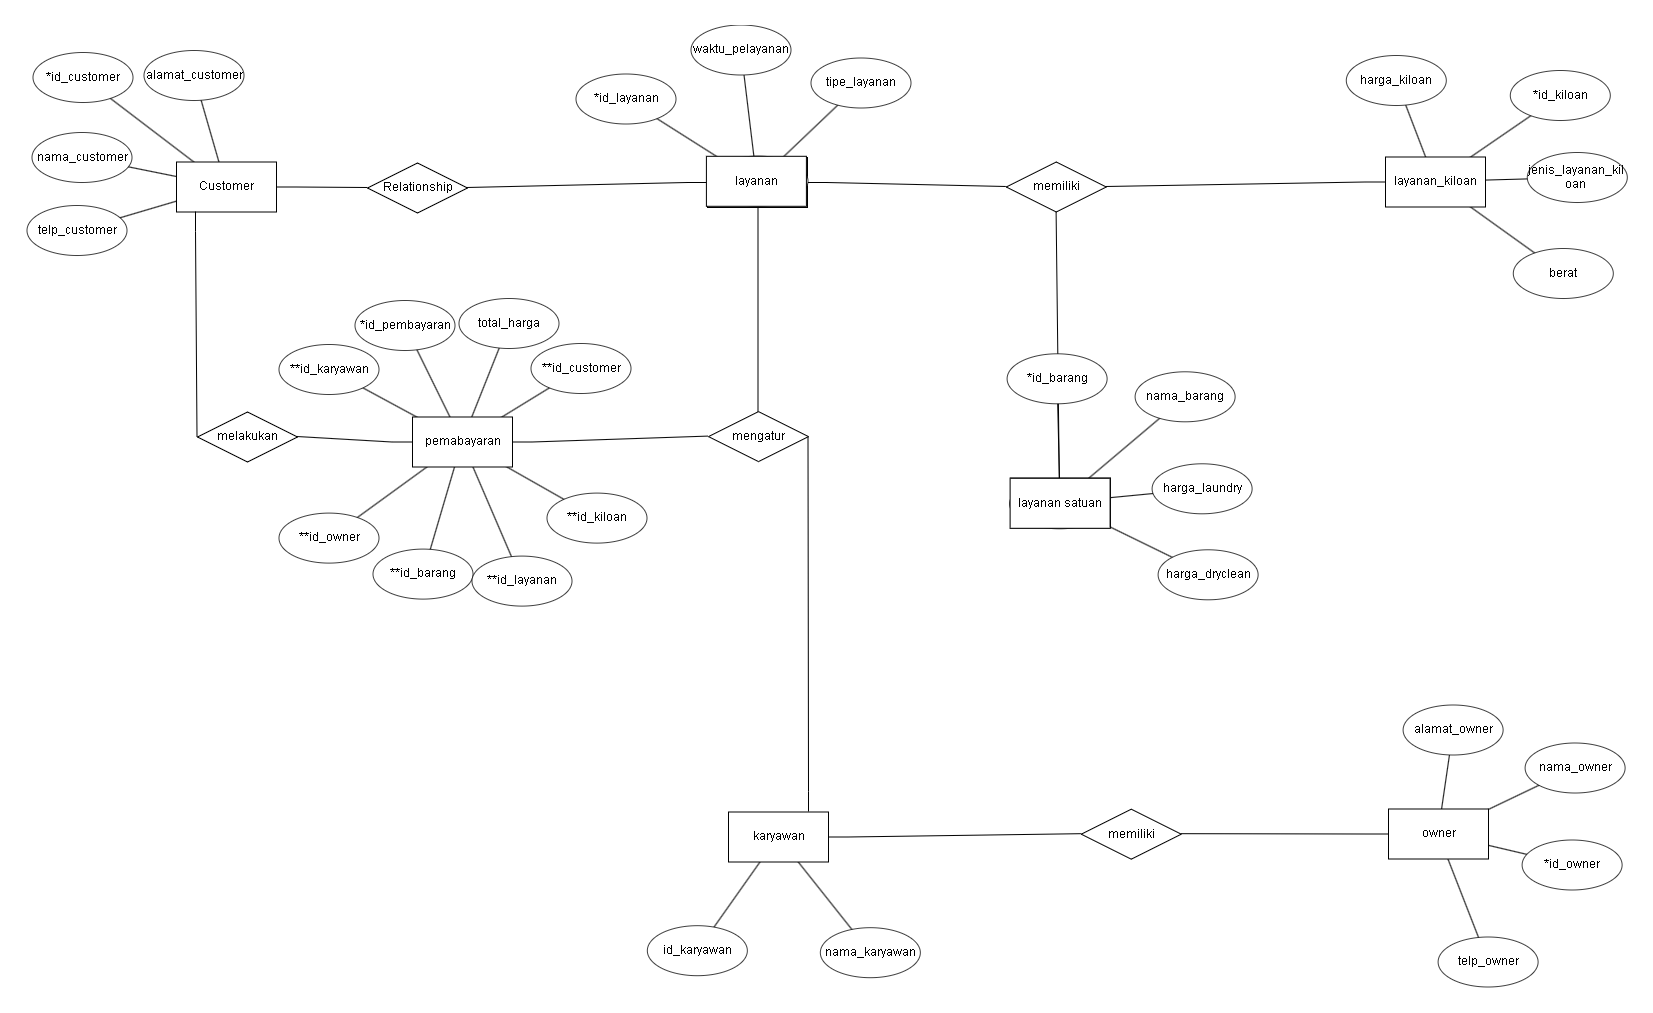 waktu_pelayanan
*id_customer
alamat_customer
tipe_layanan
harga_kiloan
*id_layanan
*id_kiloan
nama_customer
Customer
Relationship
layanan
memiliki
layanan_kiloan
jenis_layanan_kil
oan
telp_customer
berat
*id_pembayaran
total_harga
**id_karyawan
**id_customer
*id_barang
nama_barang
melakukan
pemabayaran
mengatur
harga_laundry
layanan satuan
**id_kiloan
**id_owner
**id_barang
**id_layanan
harga_dryclean
alamat_owner
nama_owner
karyawan
memiliki
owner
*id_owner
id_karyawan
nama_karyawan
telp_owner